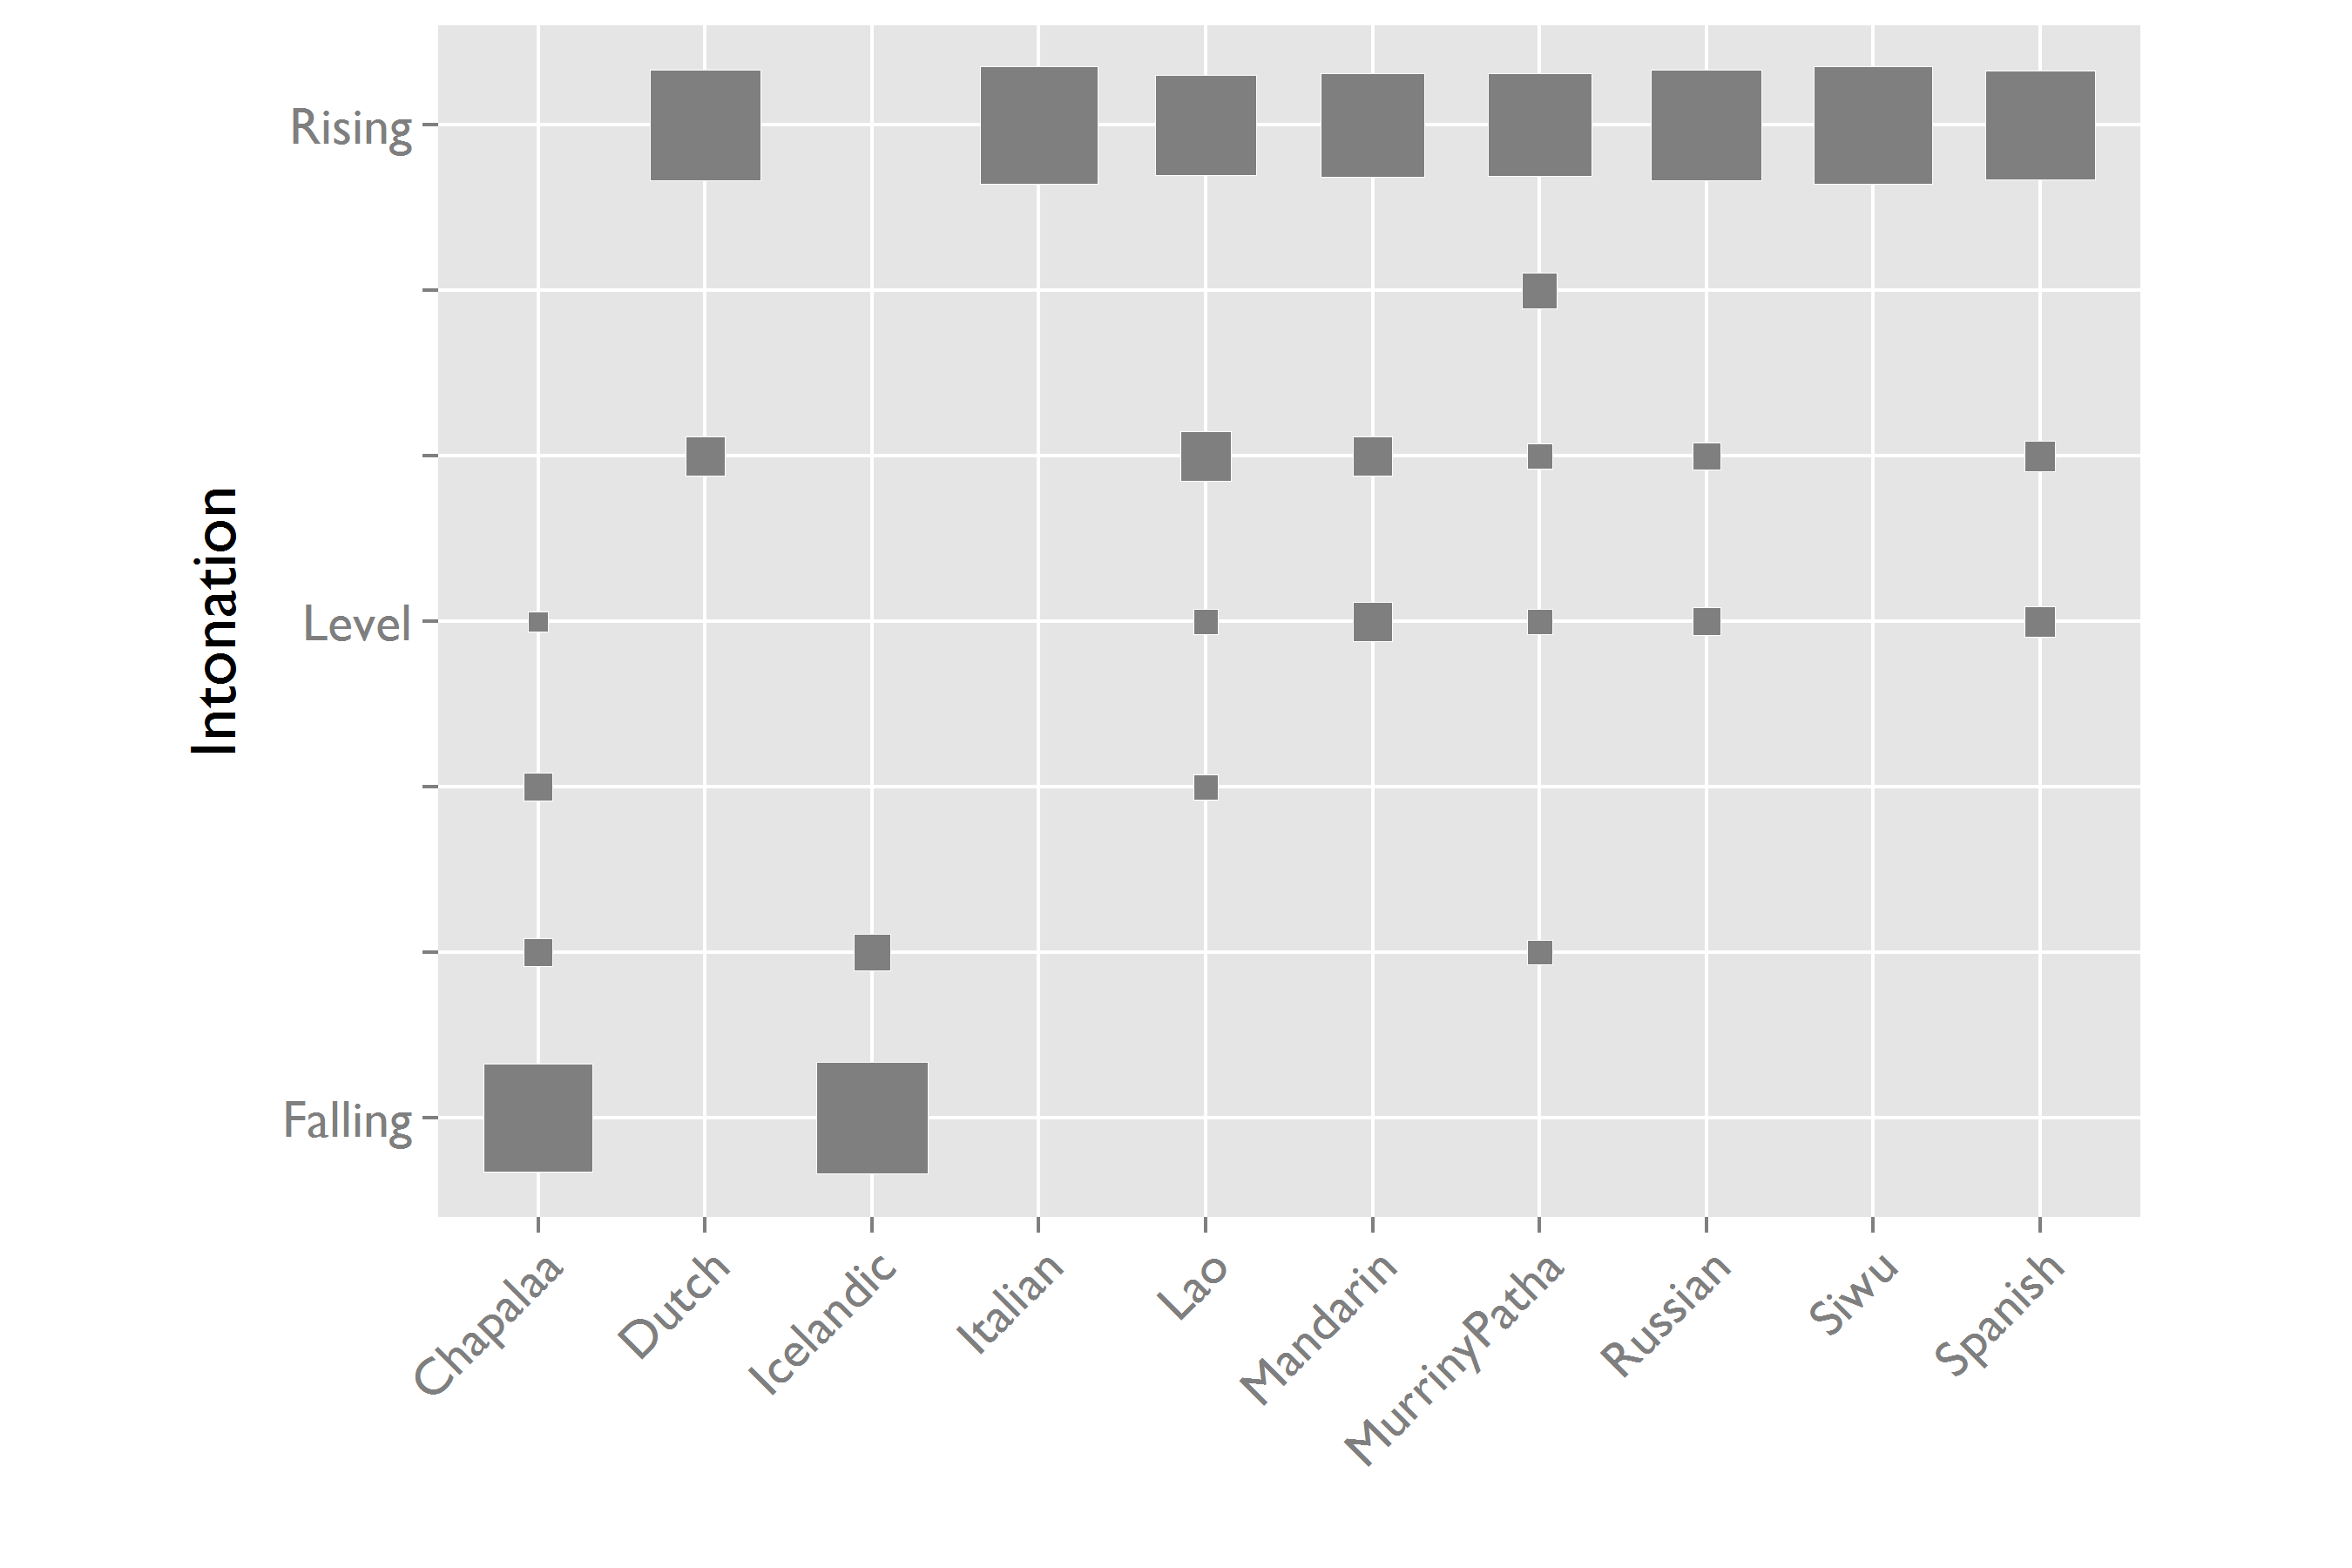 Intonation
Rising
Level
Falling
Chapalaa
Dutch
Icelandic
Italian
Lao
Mandarin
MurrinyPatha
Russian
Siwu
Spanish